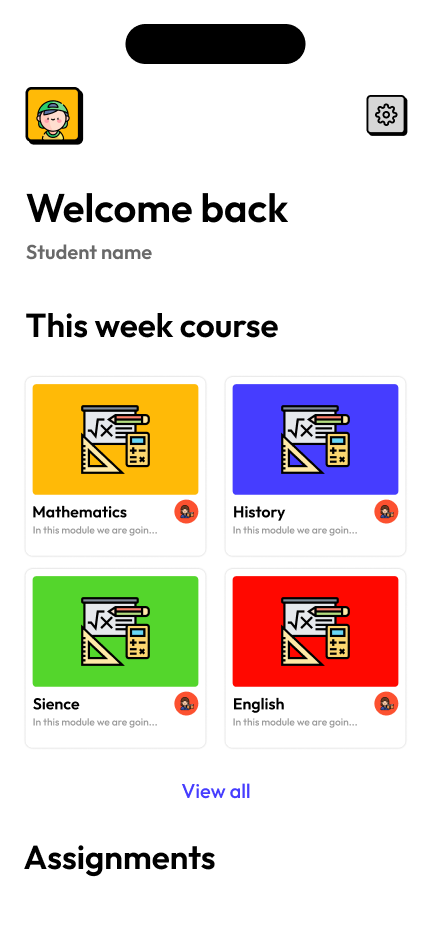 Welcome back
Student name
This week course
Mathematics
In this module we are goin...
History
In this module we are goin...
Sience
In this module we are goin...
English
In this module we are goin...
View all
Assignments